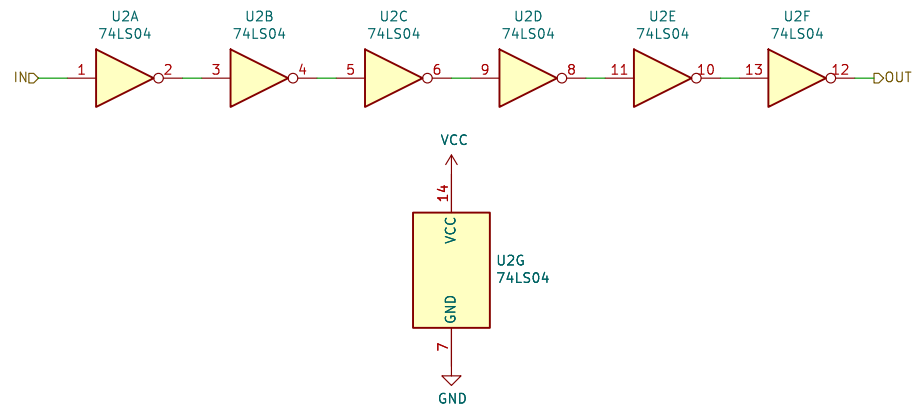 U2A
74LS04
U2B
74LS04
U2C
74LS04
U2D
74LS04
U2E
74LS04
U2F
74LS04
IN
1
2
3
4
5
6
9
8
11
10
13
12
OUT
VCC
14
VCC
U2G
74LS04
GND
7
GND